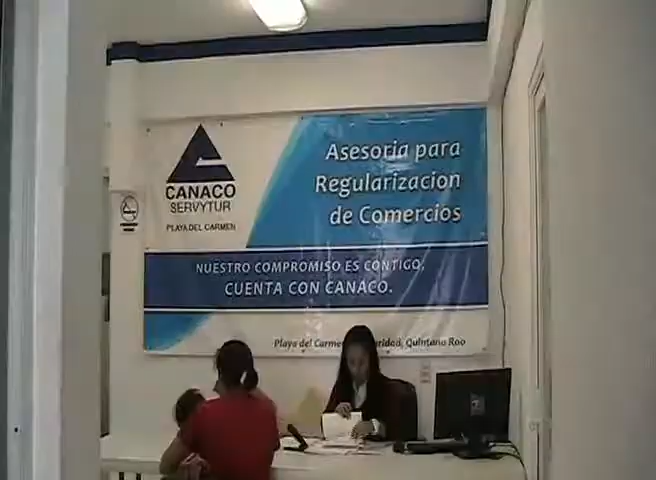 Asesoria para
Regularizacion
de Comercios
CANACO
SERVYTUR
PLAYA DEL CARMEN
NUESTRO COMPROMISO ES CONTIGO,
CUENTA CON CANACO.
Playa del Carmen Quintana Roo